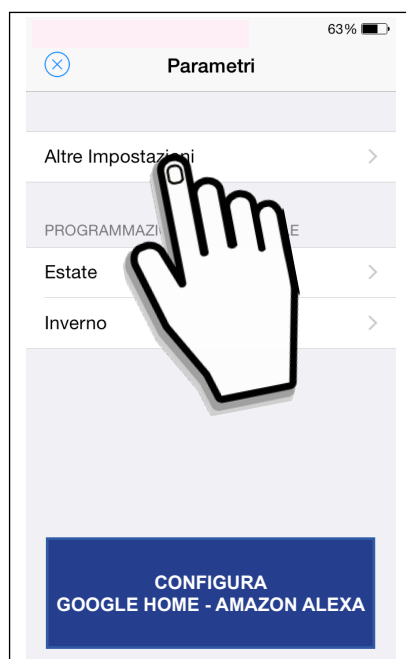 63%
Parametri
Altre Impostazioni
Estate
Inverno
CONFIGURA
GOOGLE HOME - AMAZON ALEXA